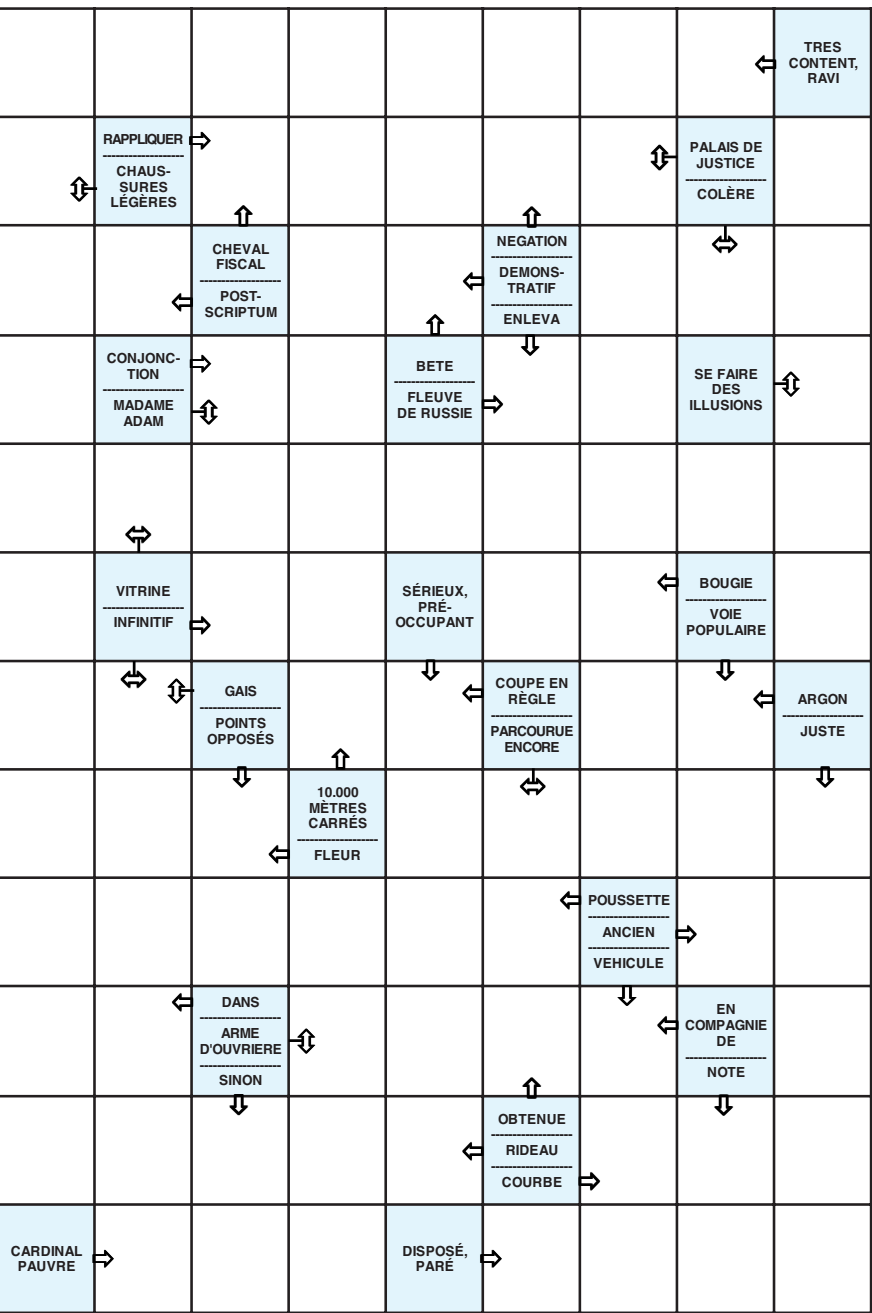 TRES
CONTENT,
RAVI
RAPPLIQUER
CHAUS-
SURES
LÉGÈRES
PALAIS DE
JUSTICE
COLÈRE
CHEVAL
FISCAL
POST-
SCRIPTUM
NEGATION
DEMONS-
TRATIF
ENLEVA
CONJONC-
TION
MADAME
ADAM
BETE
FLEUVE
DE RUSSIE
SE FAIRE
DES
ILLUSIONS
VITRINE
INFINITIF
SÉRIEUX,
PRÉ-
OCCUPANT
BOUGIE
VOIE
POPULAIRE
GAIS
POINTS
OPPOSÉS
COUPE EN
RÈGLE
PARCOURUE
ENCORE
ARGON
JUSTE
10.000
MÈTRES
CARRÉS
FLEUR
POUSSETTE
ANCIEN
VEHICULE
DANS
ARME
D'OUVRIERE
SINON
EN
COMPAGNIE
DE
NOTE
OBTENUE
RIDEAU
COURBE
CARDINAL
PAUVRE
DISPOSÉ,
PARÉ